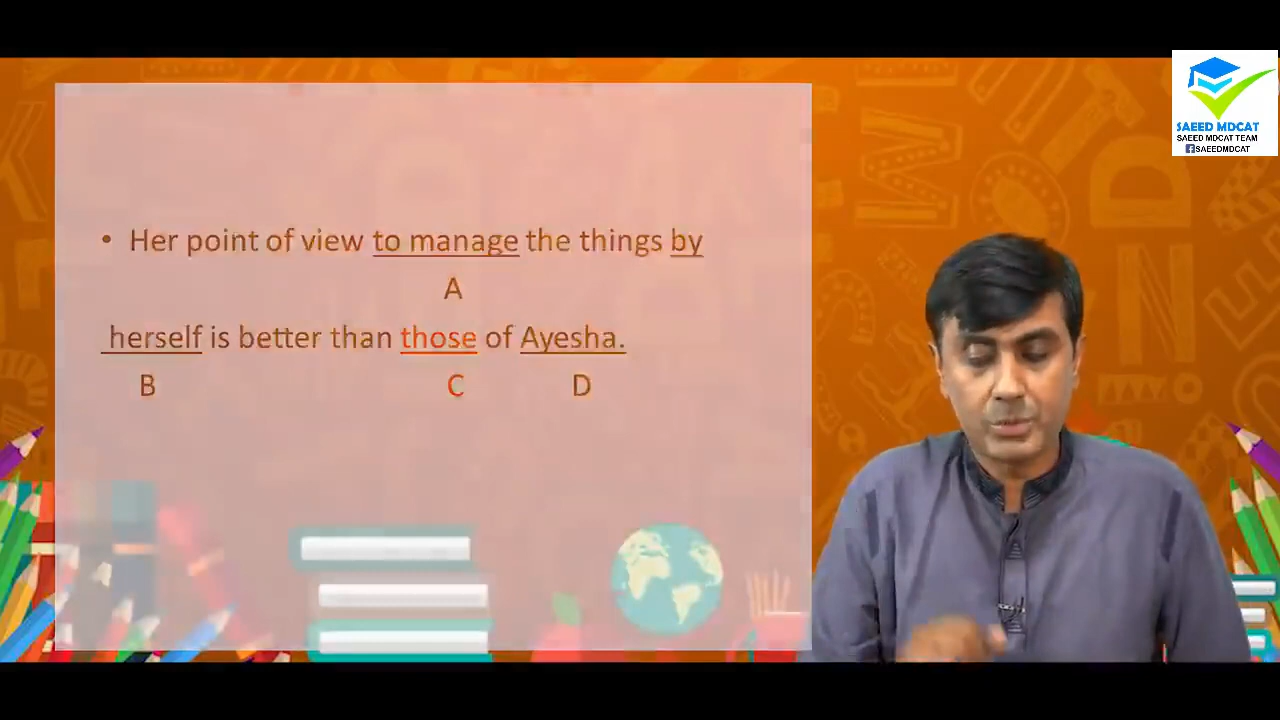 SAEED MDCAT
SAEED MDCAT TEAM
SAEEDMDCAT
• Her point of view to manage the things by
A
herself is better than those of Ayesha.
B C D